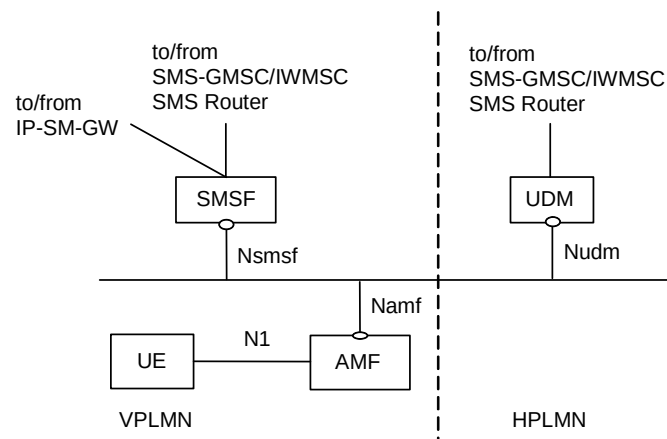 to/from
SMS-GMSC/IWMSC
SMS Router
to/from
IP-SM-GW
to/from
SMS-GMSC/IWMSC
SMS Router
SMSF
UDM
Nsmsf
Nudm
Namf
N1
UE
AMF
VPLMN
HPLMN